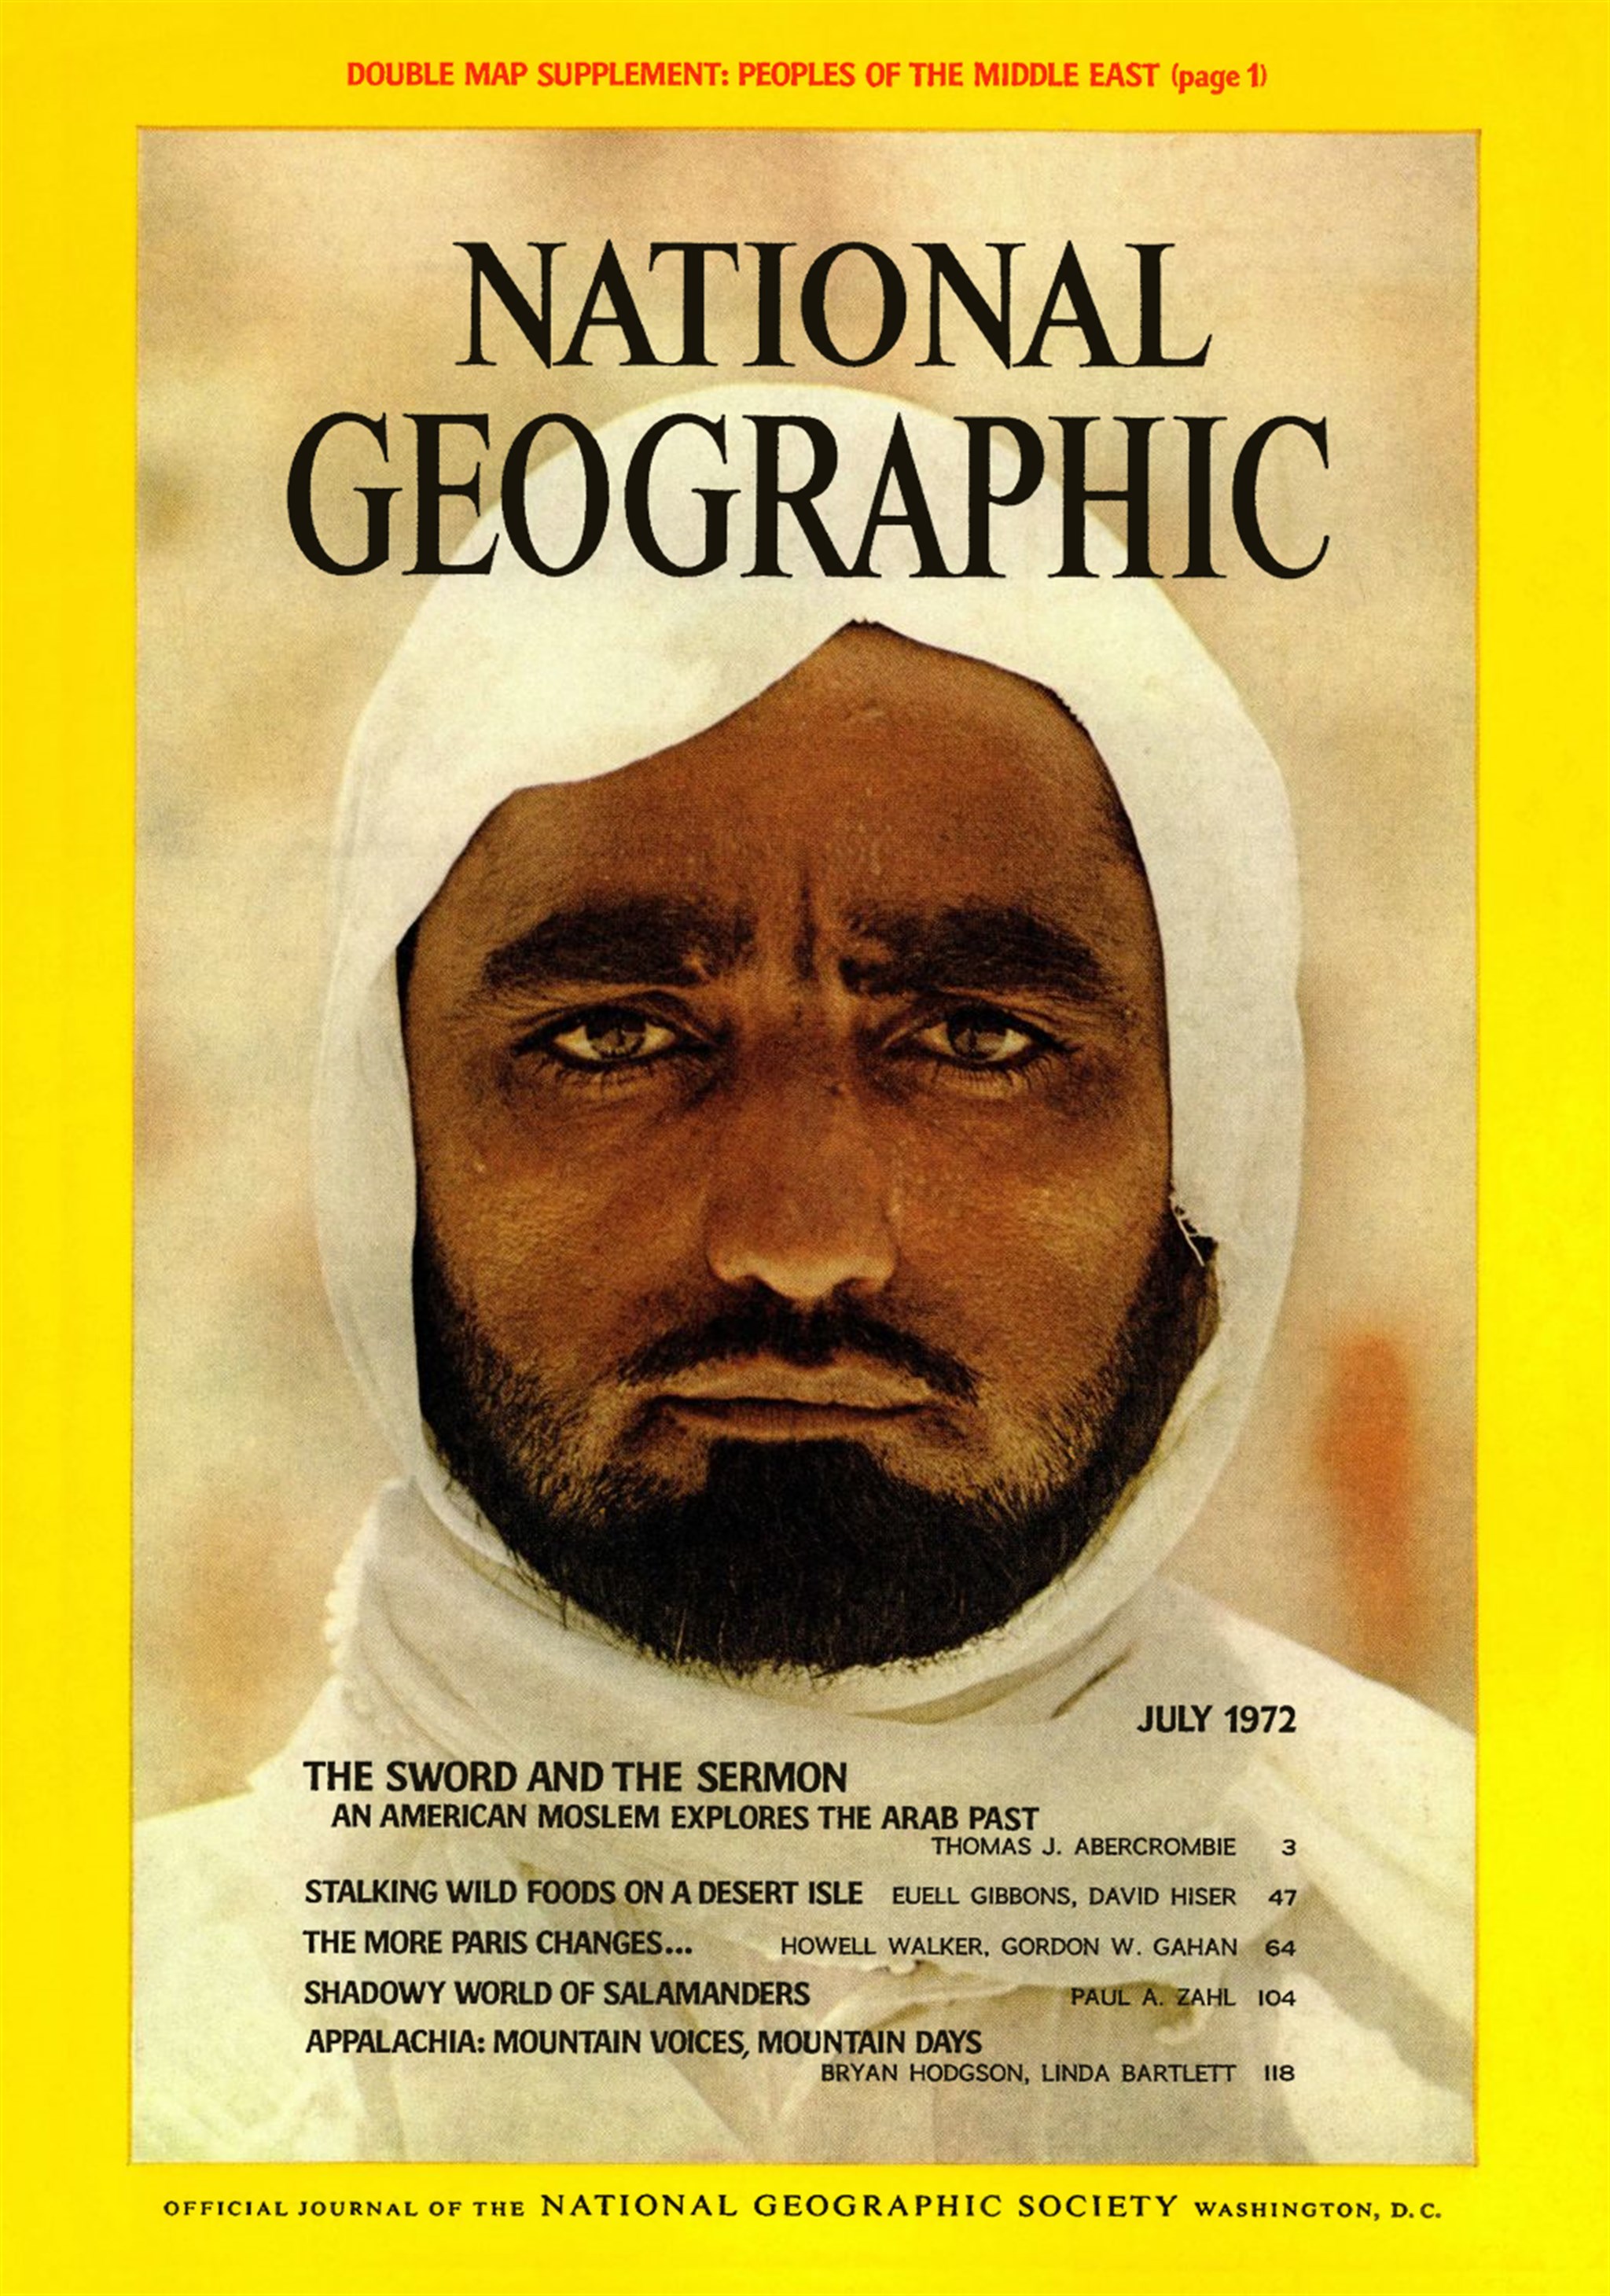 DOUBLE MAP SUPPLEMENT: PEOPLES OF THE MIDDLE EAST (page 1)
NATIONAL
GEOGRAPHIC
JULY 1972
THE SWORD AND THE SERMON
AN AMERICAN MOSLEM EXPLORES THE ARAB PAST
THOMAS J. ABERCROMBIE 3
STALKING WILD FOODS ON A DESERT ISLE EUELL GIBBONS, DAVID HISER 47
THE MORE PARIS CHANGES... HOWELL WALKER, GORDON W. GAHAN 64
SHADOWY WORLD OF SALAMANDERS PAUL A. ZAHL 104
APPALACHIA: MOUNTAIN VOICES, MOUNTAIN DAYS
BRYAN HODGSON, LINDA BARTLETT 118
OFFICIAL JOURNAL OF THE NATIONAL GEOGRAPHIC SOCIETY WASHINGTON, D.C.